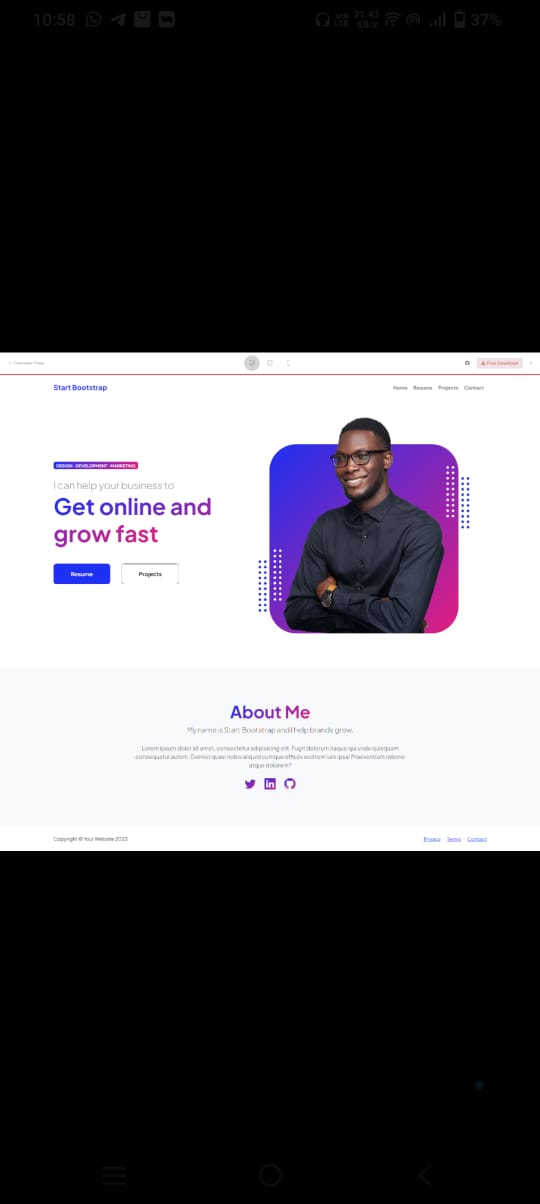 10:58
Vo))
LTE
21.43
KB/s
37%
Overview Page
Free Download
Start Bootstrap
Home Resume Projects Contact
DESIGN · DEVELOPMENT · MARKETING
I can help your business to
Get online and
grow fast
Resume
Projects
About Me
My name is Start Bootstrap and I help brands grow.
Lorem ipsum dolor sit amet, consectetur adipisicing elit. Fugit dolorum itaque qui unde quisquam
consequatur autem. Eveniet quasi nobis aliquid cumque officiis sed rem iure ipsa! Praesentium ratione
atque dolorem?
Copyright © Your Website 2023
Privacy · Terms · Contact